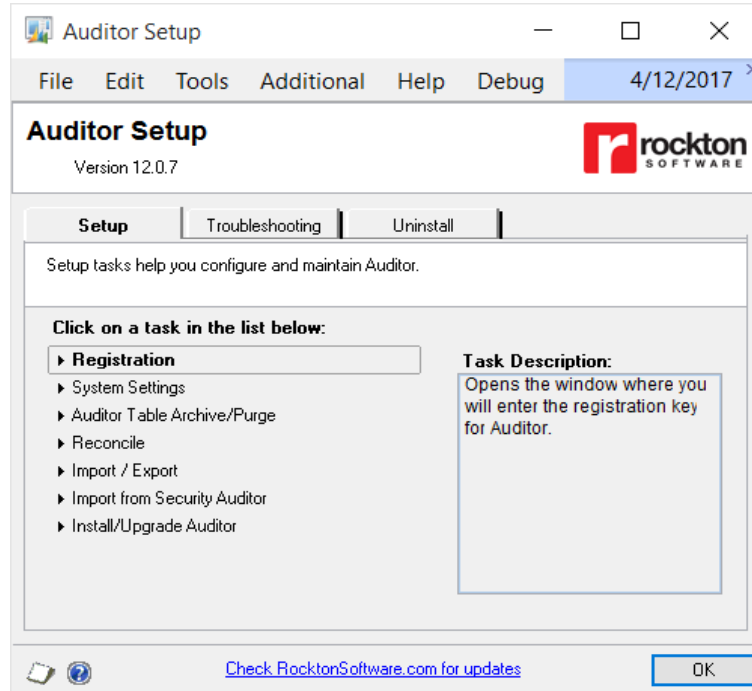 Auditor Setup
File Edit Tools Additional Help Debug 4/12/2017
Auditor Setup
Version 12.0.7
rockton
SOFTWARE
Setup Troubleshooting Uninstall
Setup tasks help you configure and maintain Auditor.
Click on a task in the list below:
Registration
System Settings
Auditor Table Archive/Purge
Reconcile
Import / Export
Import from Security Auditor
Install/Upgrade Auditor
Task Description:
Opens the window where you
will enter the registration key
for Auditor.
Check RocktonSoftware.com for updates
OK